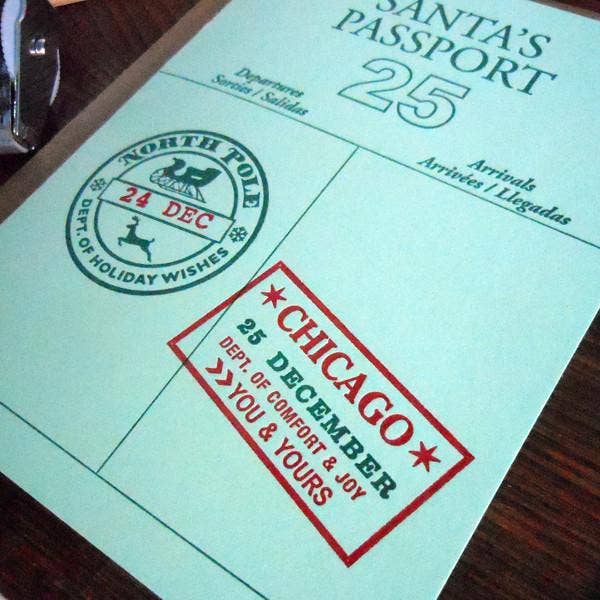 SANTA'S
PASSPORT
25
Departures
Sorties / Salidas
Arrivals
Arrivées / Llegadas
NORTH POLE
24 DEC
DEPT. OF HOLIDAY WISHES
CHICAGO
25 DECEMBER
DEPT. OF COMFORT & JOY
>>YOU & YOURS